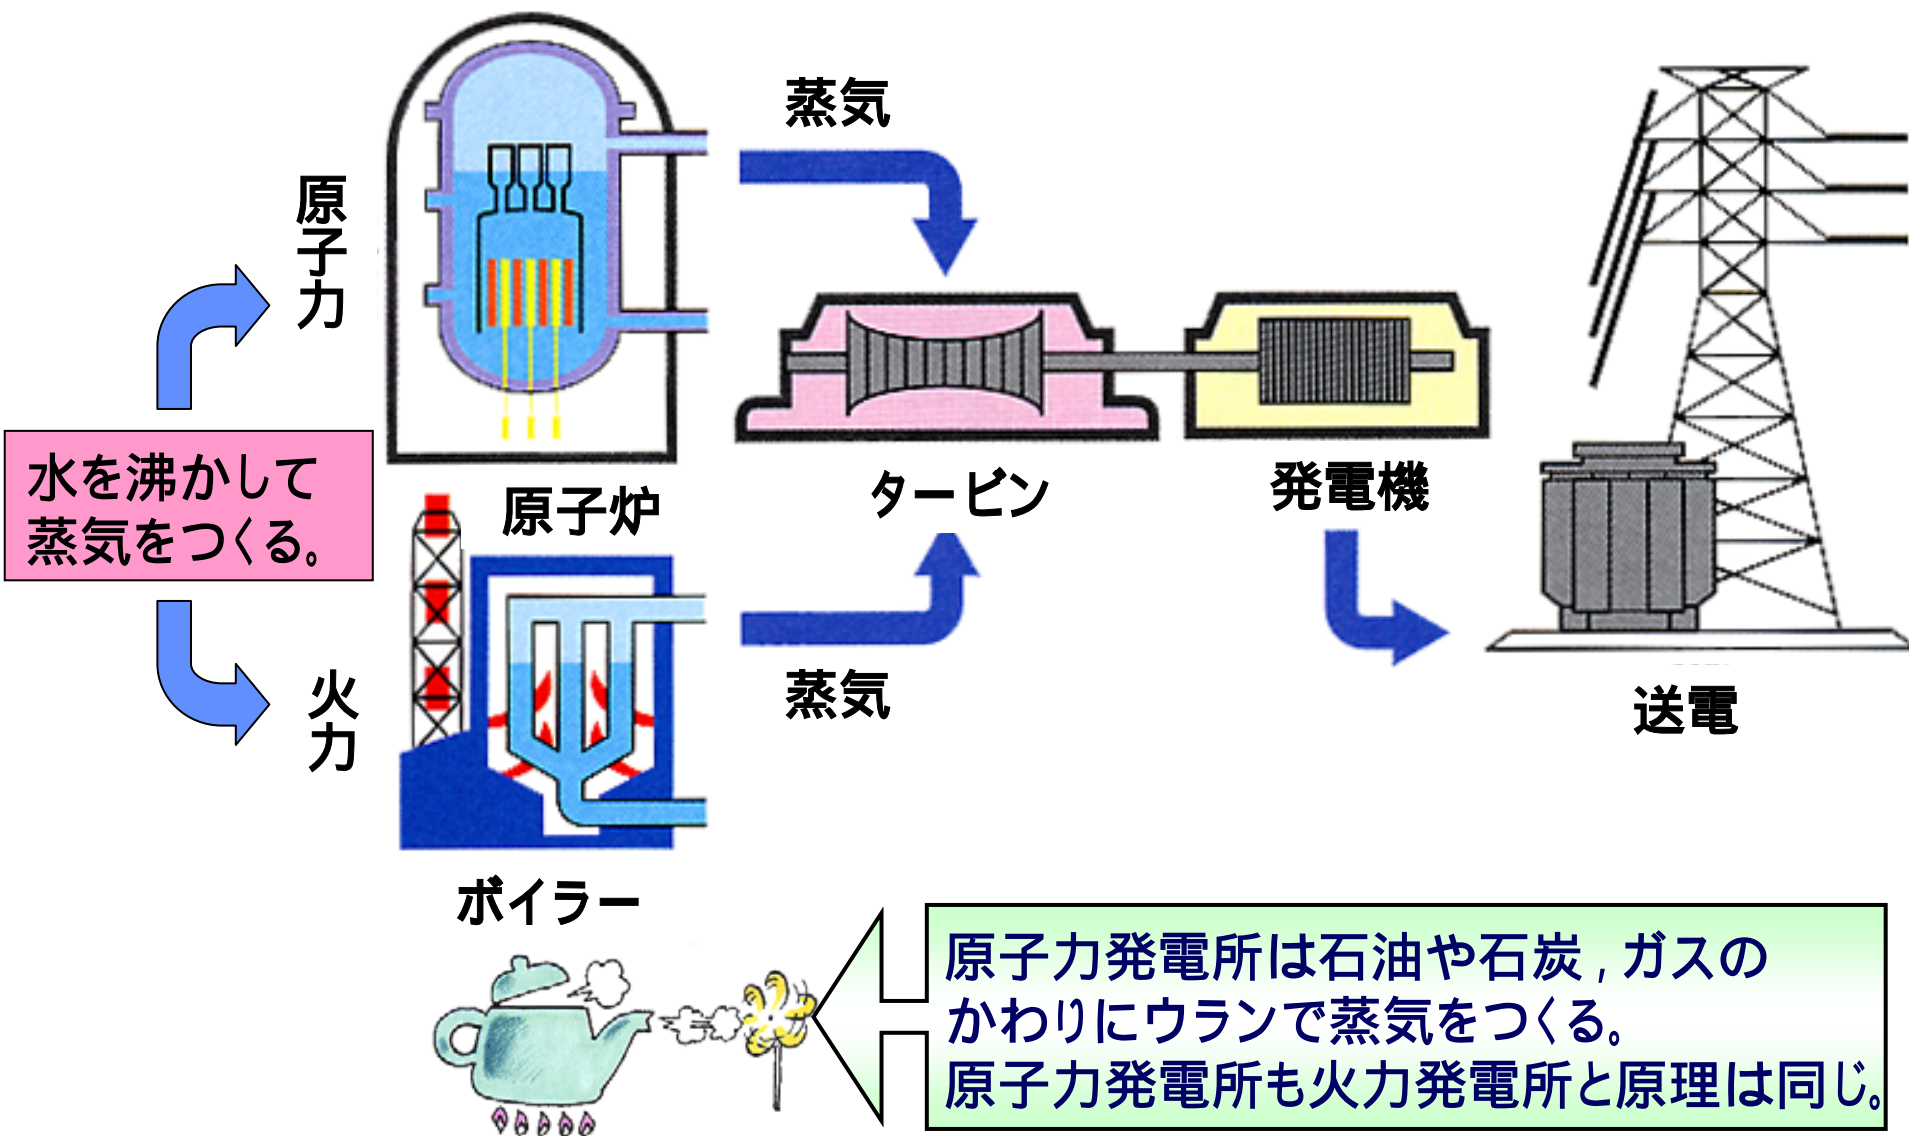 蒸気
原子力
原子炉
タービン
発電機
水を沸かして
蒸気をつくる。
火力
蒸気
送電
ボイラー
原子力発電所は石油や石炭，ガスの
かわりにウランで蒸気をつくる。
原子力発電所も火力発電所と原理は同じ。